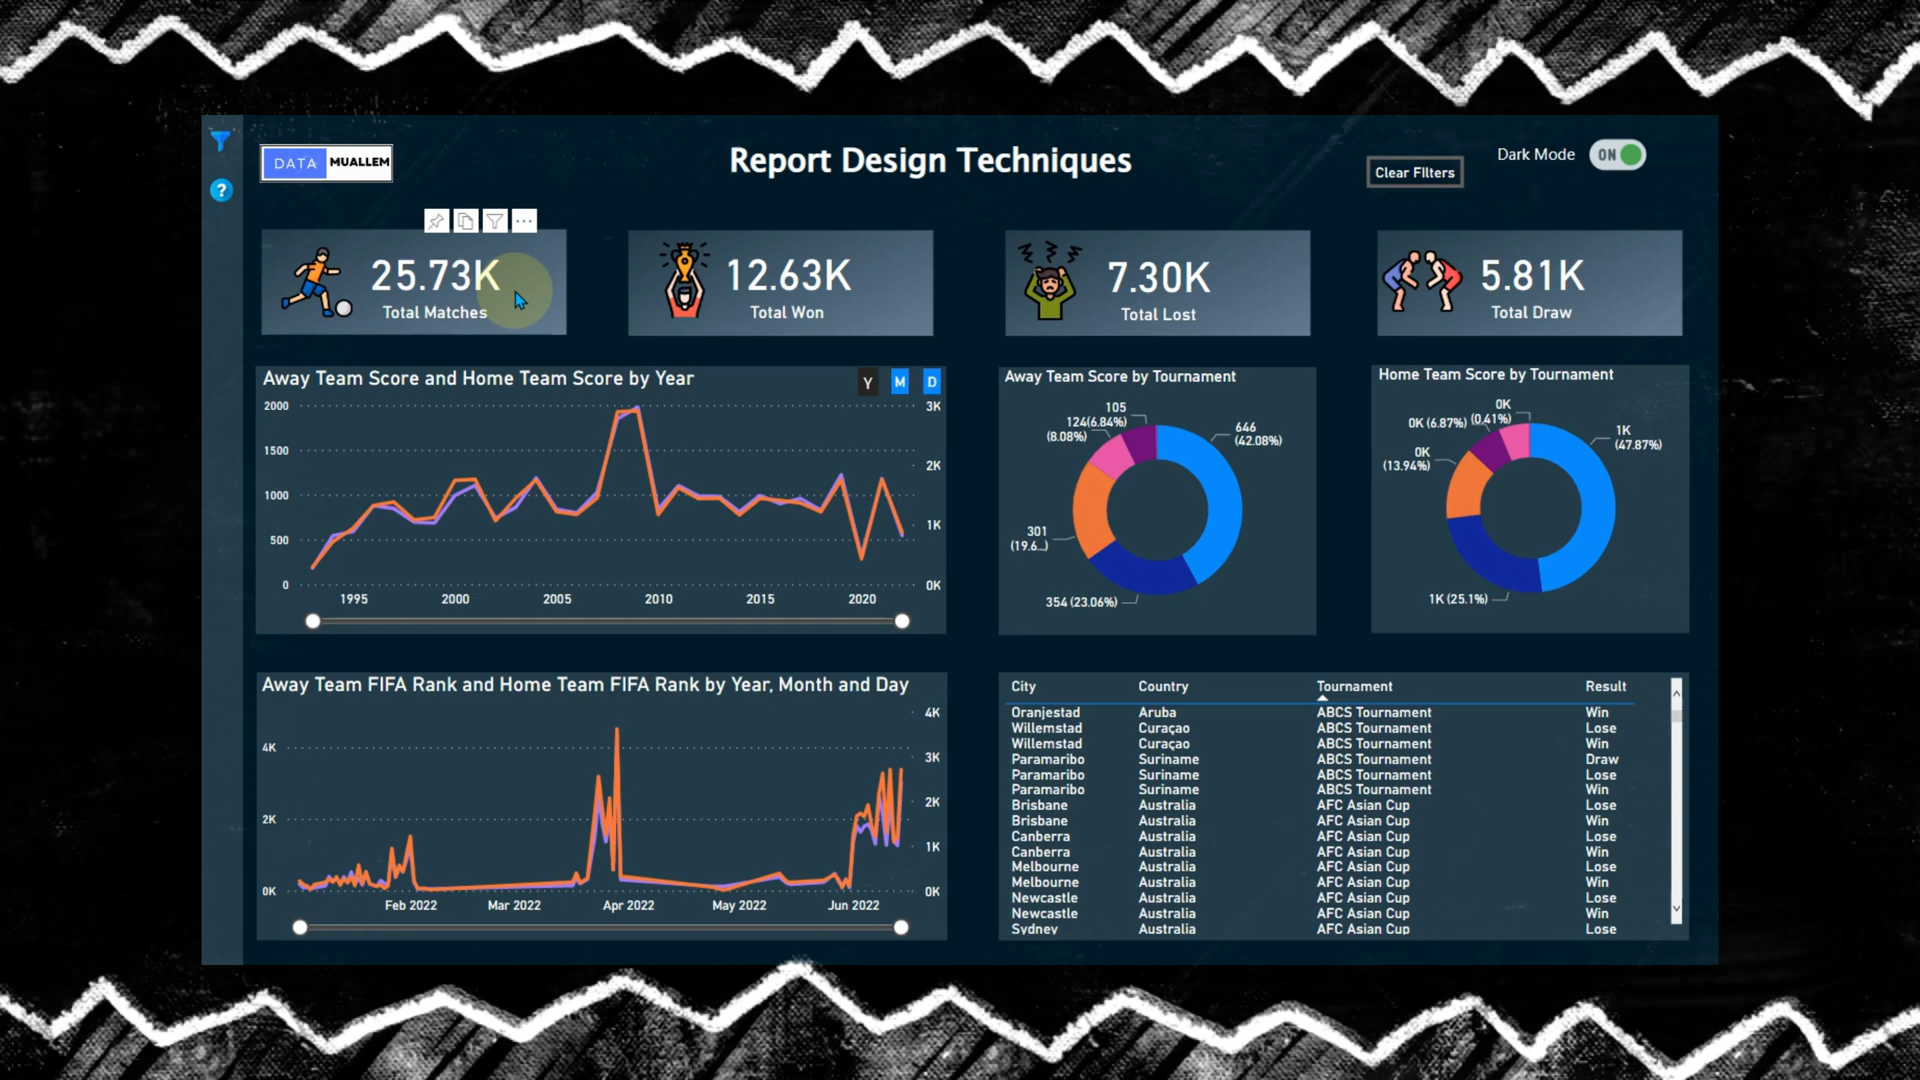 DATA MUALLEM
Report Design Techniques
Clear FIlters
Dark Mode
ON
?
25.73K
Total Matches
12.63K
Total Won
7.30K
Total Lost
5.81K
Total Draw
Away Team Score and Home Team Score by Year
Y M D
2000
1500
1000
500
0
3K
2K
1K
0K
1995 2000 2005 2010 2015 2020
Away Team Score by Tournament
105
(6.84%)
124
(8.08%)
646
(42.08%)
301
(19.6...)
354 (23.06%)
Home Team Score by Tournament
0K
(0.41%)
0K (6.87%)
1K
(47.87%)
0K
(13.94%)
1K (25.1%)
Away Team FIFA Rank and Home Team FIFA Rank by Year, Month and Day
4K
2K
0K
4K
3K
2K
1K
0K
Feb 2022 Mar 2022 Apr 2022 May 2022 Jun 2022
City Country Tournament Result
Oranjestad Aruba ABCS Tournament Win
Willemstad Curaçao ABCS Tournament Lose
Willemstad Curaçao ABCS Tournament Win
Paramaribo Suriname ABCS Tournament Draw
Paramaribo Suriname ABCS Tournament Lose
Paramaribo Suriname ABCS Tournament Win
Brisbane Australia AFC Asian Cup Lose
Brisbane Australia AFC Asian Cup Win
Canberra Australia AFC Asian Cup Lose
Canberra Australia AFC Asian Cup Win
Melbourne Australia AFC Asian Cup Lose
Melbourne Australia AFC Asian Cup Win
Newcastle Australia AFC Asian Cup Lose
Newcastle Australia AFC Asian Cup Win
Sydney Australia AFC Asian Cup Lose